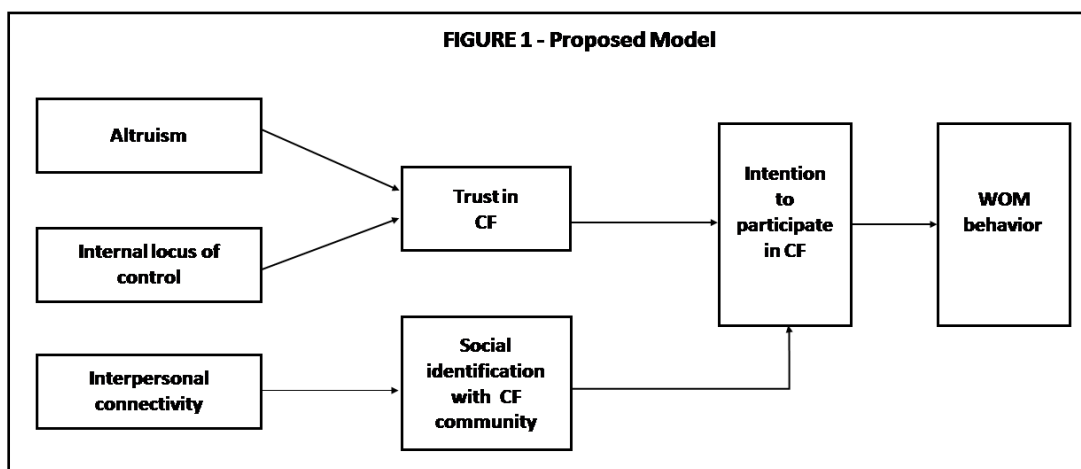 FIGURE 1 - Proposed Model
Altruism
Internal locus of
control
Interpersonal
connectivity
Trust in
CF
Social
identification
with CF
community
Intention
to
participate
in CF
WOM
behavior